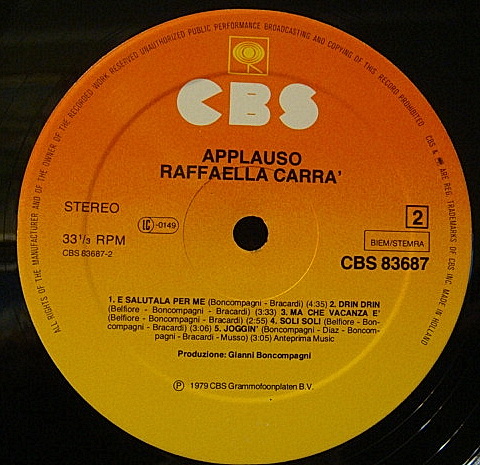 ALL RIGHTS OF THE MANUFACTURER AND OF THE OWNER OF THE RECORDED WORK RESERVED UNAUTHORIZED PUBLIC PERFORMANCE BROADCASTING AND COPYING OF THIS RECORD PROHIBITED CBS & ARE REG. TRADEMARKS OF CBS INC. MADE IN HOLLAND
CBS
APPLAUSO
RAFFAELLA CARRA'
STEREO
LC -0149
2
33 1/3 RPM
BIEM/STEMRA
CBS 83687-2
CBS 83687
1. E SALUTALA PER ME (Boncompagni - Bracardi) (4:35) 2. DRIN DRIN
(Belfiore - Boncompagni - Bracardi) (3:33) 3. MA CHE VACANZA E'
(Belfiore - Boncompagni - Bracardi) (2:55) 4. SOLI SOLI (Belfiore - Bon-
compagni - Bracardi) (3:06) 5. JOGGIN' (Boncompagni - Diaz - Boncom-
pagni - Bracardi - Musso) (3:05) Anteprima Music
Produzione: Gianni Boncompagni
Ⓟ 1979 CBS Grammofoonplaten B.V.